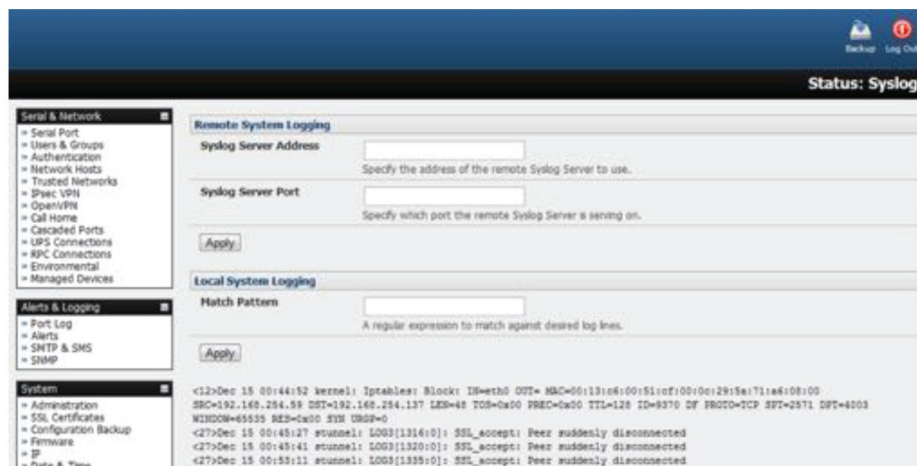 Backup Log Out
Status: Syslog
Serial & Network
Serial Port
Users & Groups
Authentication
Network Hosts
Trusted Networks
IPsec VPN
OpenVPN
Call Home
Cascaded Ports
UPS Connections
RPC Connections
Environmental
Managed Devices
Alerts & Logging
Port Log
Alerts
SMTP & SMS
SNMP
System
Administration
SSL Certificates
Configuration Backup
Firmware
IP
Date & Time
Remote System Logging
Syslog Server Address
Specify the address of the remote Syslog Server to use.
Syslog Server Port
Specify which port the remote Syslog Server is serving on.
Apply
Local System Logging
Match Pattern
A regular expression to match against desired log lines.
Apply
<12>Dec 15 00:44:52 kernel: Iptables: Block: IN=eth0 OUT= MAC=00:13:c6:00:51:cf:00:0c:29:5a:71:a6:08:00
SRC=192.168.254.59 DST=192.168.254.137 LEN=48 TOS=0x00 PREC=0x00 TTL=128 ID=9370 DF PROTO=TCP SPT=2571 DPT=4003
WINDOW=65535 RES=0x00 SYN URGP=0
<27>Dec 15 00:45:27 stunnel: LOG3[1316:0]: SSL_accept: Peer suddenly disconnected
<27>Dec 15 00:45:41 stunnel: LOG3[1320:0]: SSL_accept: Peer suddenly disconnected
<27>Dec 15 00:53:11 stunnel: LOG3[1335:0]: SSL_accept: Peer suddenly disconnected